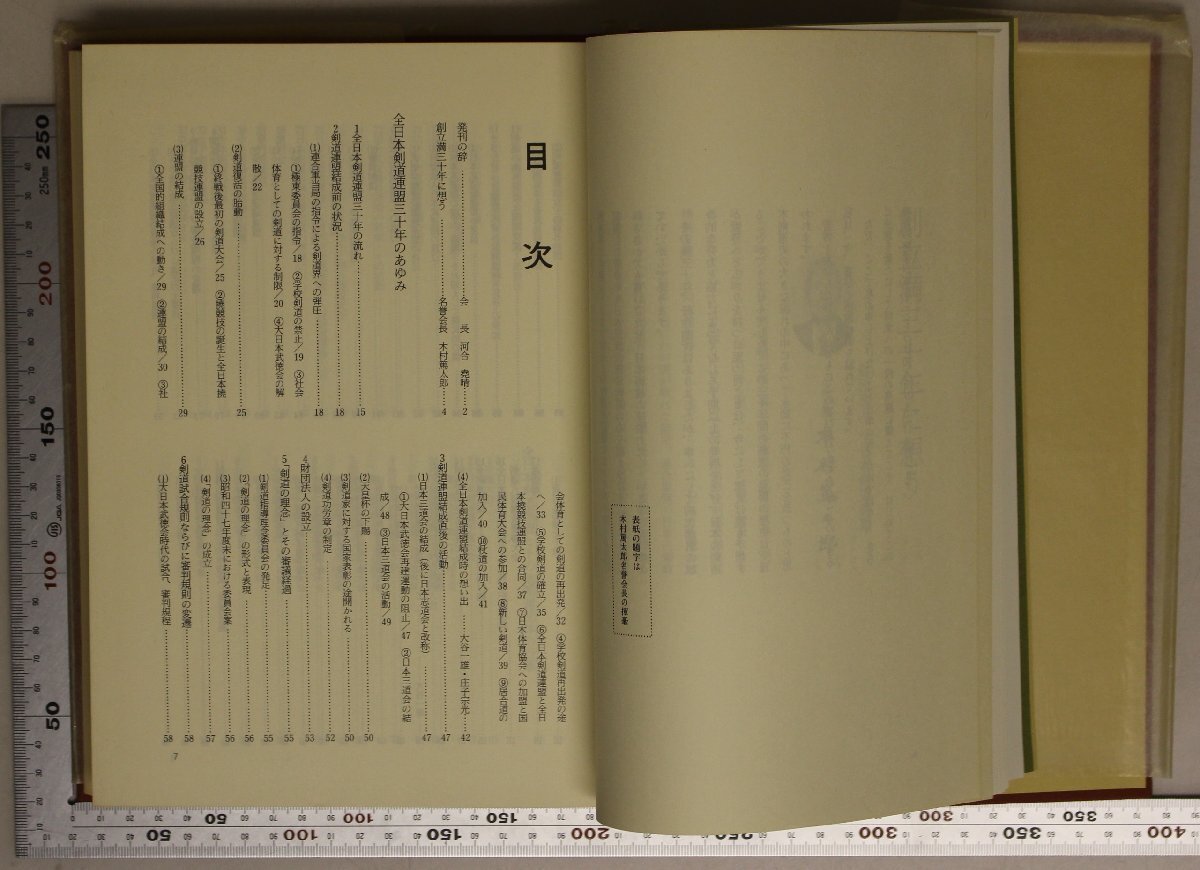 表紙の題字は
木村篤太郎名誉会長の揮毫
目次
発刊の辞……会長 河合 堯晴……2
創立満三十年に想う……名誉会長 木村篤太郎……4
全日本剣道連盟三十年のあゆみ
1 全日本剣道連盟三十年の流れ……15
2 剣道連盟結成前の状況……18
(1) 連合軍当局の指令による剣道界への弾圧……18
①極東委員会の指令/18 ②学校剣道の禁止/19 ③社会
体育としての剣道に対する制限/20 ④大日本武徳会の解
散/22
(2) 剣道復活の胎動……25
①終戦後最初の剣道大会/25 ②撓競技の誕生と全日本撓
競技連盟の設立/26
(3) 連盟の結成……29
①全国的組織結成への動き/29 ②連盟の結成/30 ③社
会体育としての剣道の再出発/32 ④学校剣道再出発の途
へ/33 ⑤学校剣道の確立/35 ⑥全日本剣道連盟と全日
本撓競技連盟との合同/37 ⑦日本体育協会への加盟と国
民体育大会への参加/38 ⑧新しい剣道/39 ⑨居合道の
加入/40 ⑩杖道の加入/41
(4) 全日本剣道連盟結成時の想い出……大谷一雄・庄子宗光……42
3 剣道連盟結成直後の活動……47
(1) 日本三道会の結成（後に日本志道会と改称）……47
①大日本武徳会再建運動の阻止/47 ②日本三道会の結
成/48 ③日本三道会の活動/49
(2) 天皇杯の下賜……50
(3) 剣道家に対する国家表彰の途開かれる……50
(4) 剣道功労章の制定……52
4 財団法人の設立……53
5 「剣道の理念」とその審議経過……55
(1) 剣道指導理念委員会の発足……55
(2) 「剣道の理念」の形式と表現……56
(3) 昭和四十七年度末における委員会案……56
(4) 「剣道の理念」の成立……57
6 剣道試合規則ならびに審判規則の変遷……58
(1) 大日本武徳会時代の試合、審判規程……58
7